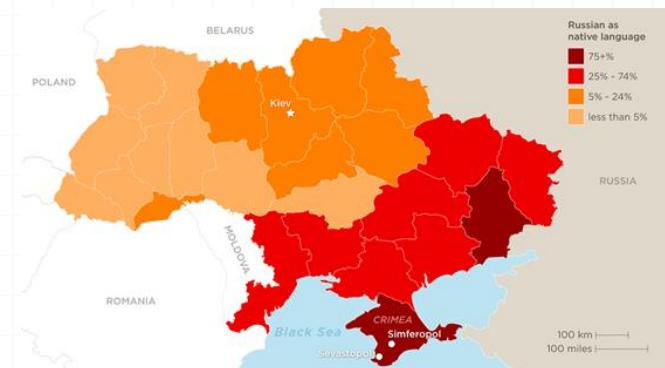 BELARUS
Russian as
native language
75+%
25% - 74%
5% - 24%
less than 5%
POLAND
Kiev
RUSSIA
MOLDOVA
ROMANIA
CRIMEA
Simferopol
Black Sea
Sevastopol
100 km
100 miles